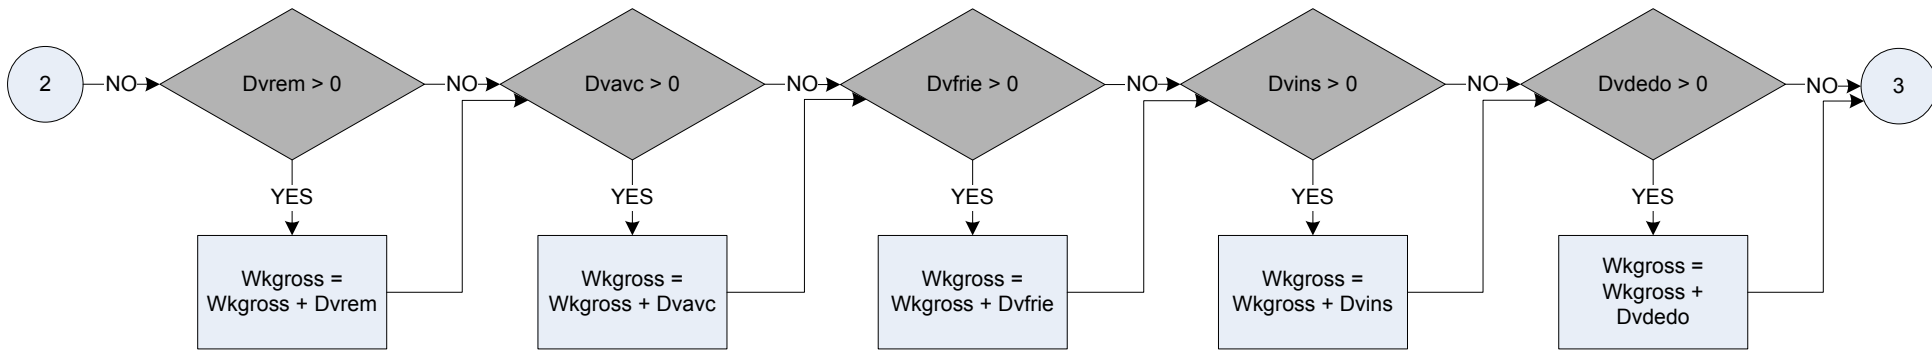 2
NO
Dvrem > 0
NO
Dvavc > 0
NO
Dvfrie > 0
NO
Dvins > 0
NO
Dvdedo > 0
NO
3
YES
YES
YES
YES
YES
Wkgross =
Wkgross + Dvrem
Wkgross =
Wkgross + Dvavc
Wkgross =
Wkgross + Dvfrie
Wkgross =
Wkgross + Dvins
Wkgross =
Wkgross +
Dvdedo